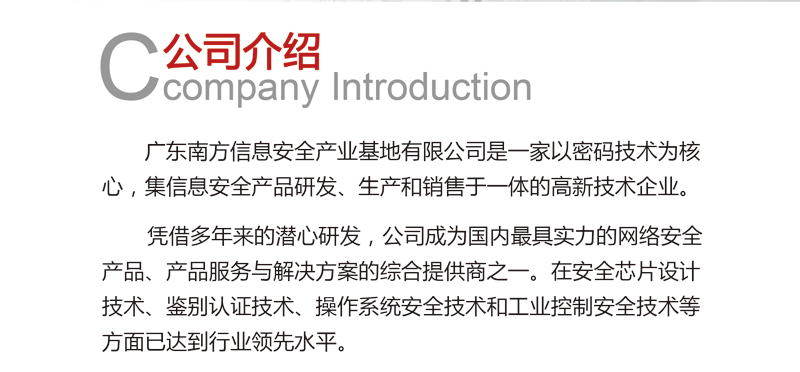 C 公司介绍
company Introduction
广东南方信息安全产业基地有限公司是一家以密码技术为核
心，集信息安全产品研发、生产和销售于一体的高新技术企业。
凭借多年来的潜心研发，公司成为国内最具实力的网络安全
产品、产品服务与解决方案的综合提供商之一。在安全芯片设计
技术、鉴别认证技术、操作系统安全技术和工业控制安全技术等
方面已达到行业领先水平。